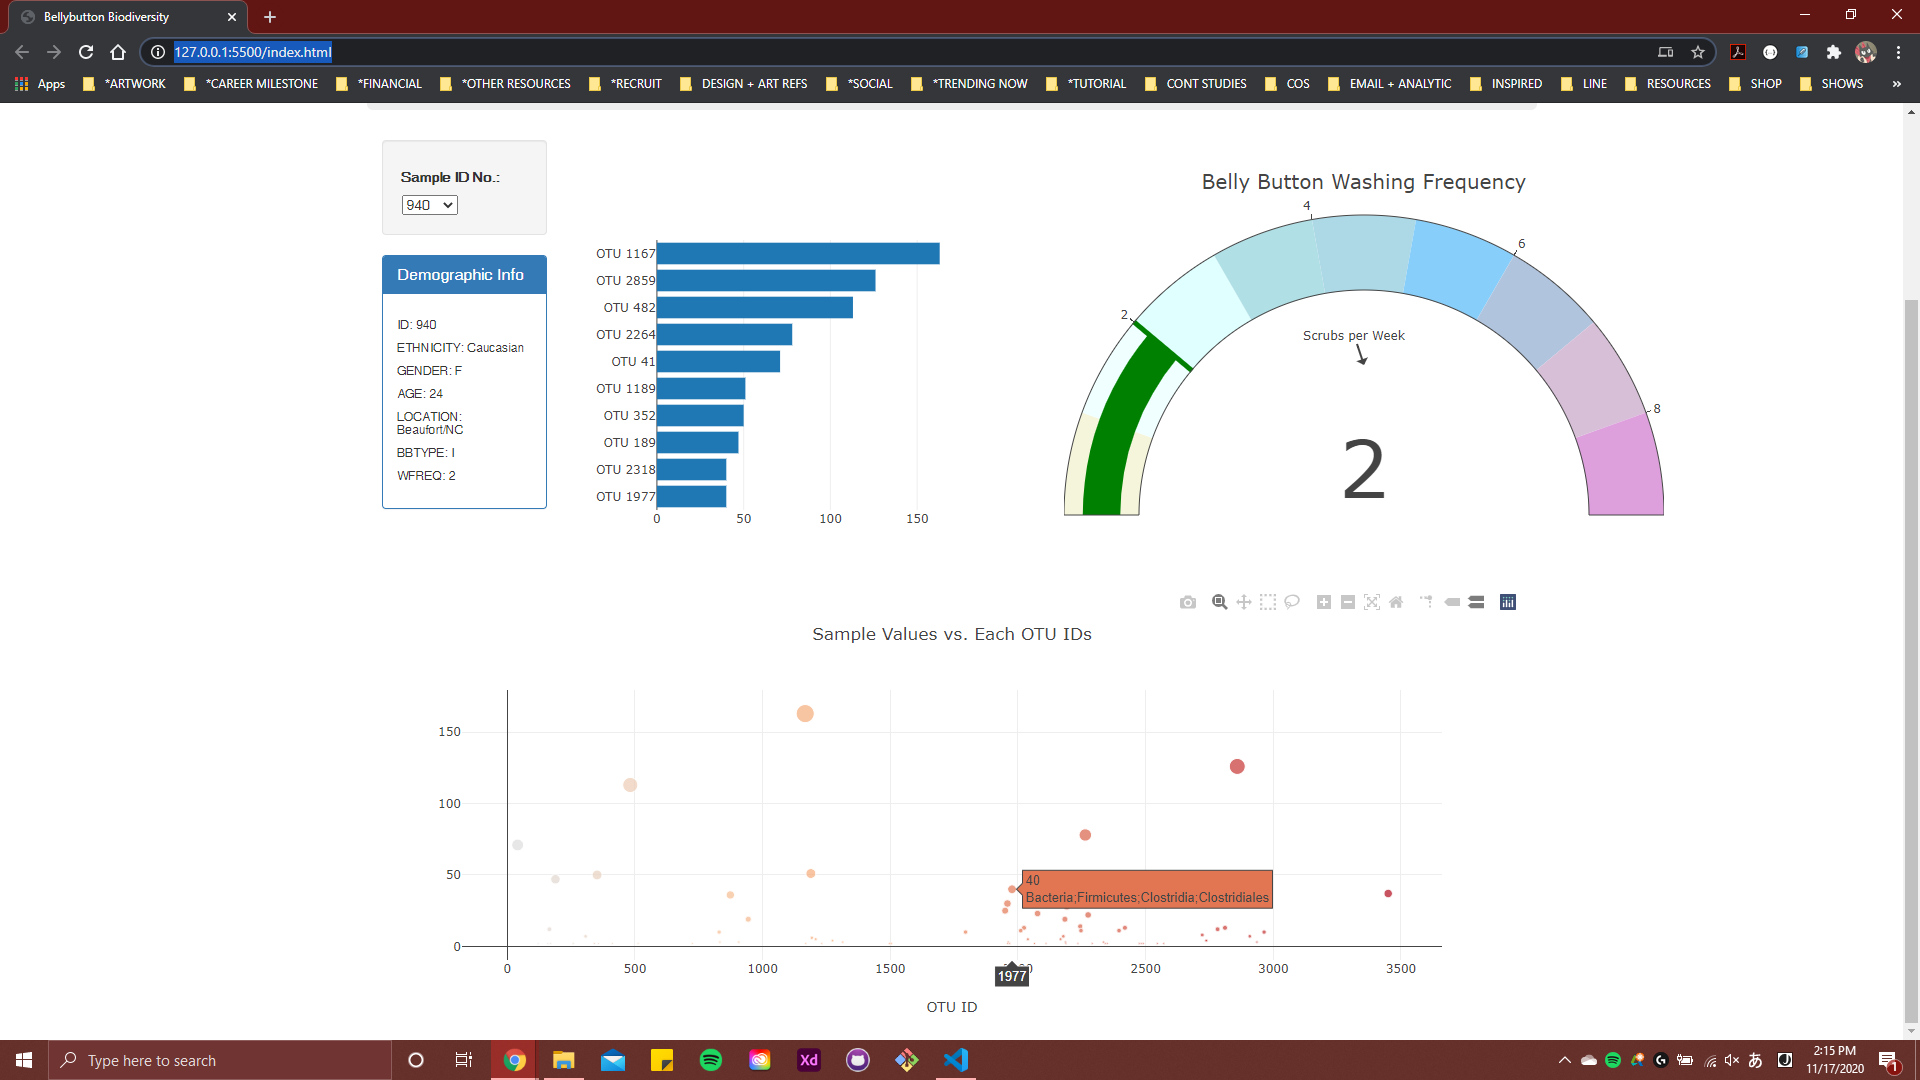 Bellybutton Biodiversity
127.0.0.1:5500/index.html
Apps *ARTWORK *CAREER MILESTONE *FINANCIAL *OTHER RESOURCES *RECRUIT DESIGN + ART REFS *SOCIAL *TRENDING NOW *TUTORIAL CONT STUDIES COS EMAIL + ANALYTIC INSPIRED LINE RESOURCES SHOP SHOWS »
Sample ID No.:
940
Demographic Info
ID: 940
ETHNICITY: Caucasian
GENDER: F
AGE: 24
LOCATION:
Beaufort/NC
BBTYPE: I
WFREQ: 2
OTU 1167
OTU 2859
OTU 482
OTU 2264
OTU 41
OTU 1189
OTU 352
OTU 189
OTU 2318
OTU 1977
0 50 100 150
Belly Button Washing Frequency
2
4
6
8
Scrubs per Week
2
Sample Values vs. Each OTU IDs
150
100
50
0
40
Bacteria;Firmicutes;Clostridia;Clostridiales
0 500 1000 1500 2500 3000 3500
1977
OTU ID
Type here to search
Xd
あ
J
2:15 PM
11/17/2020
1